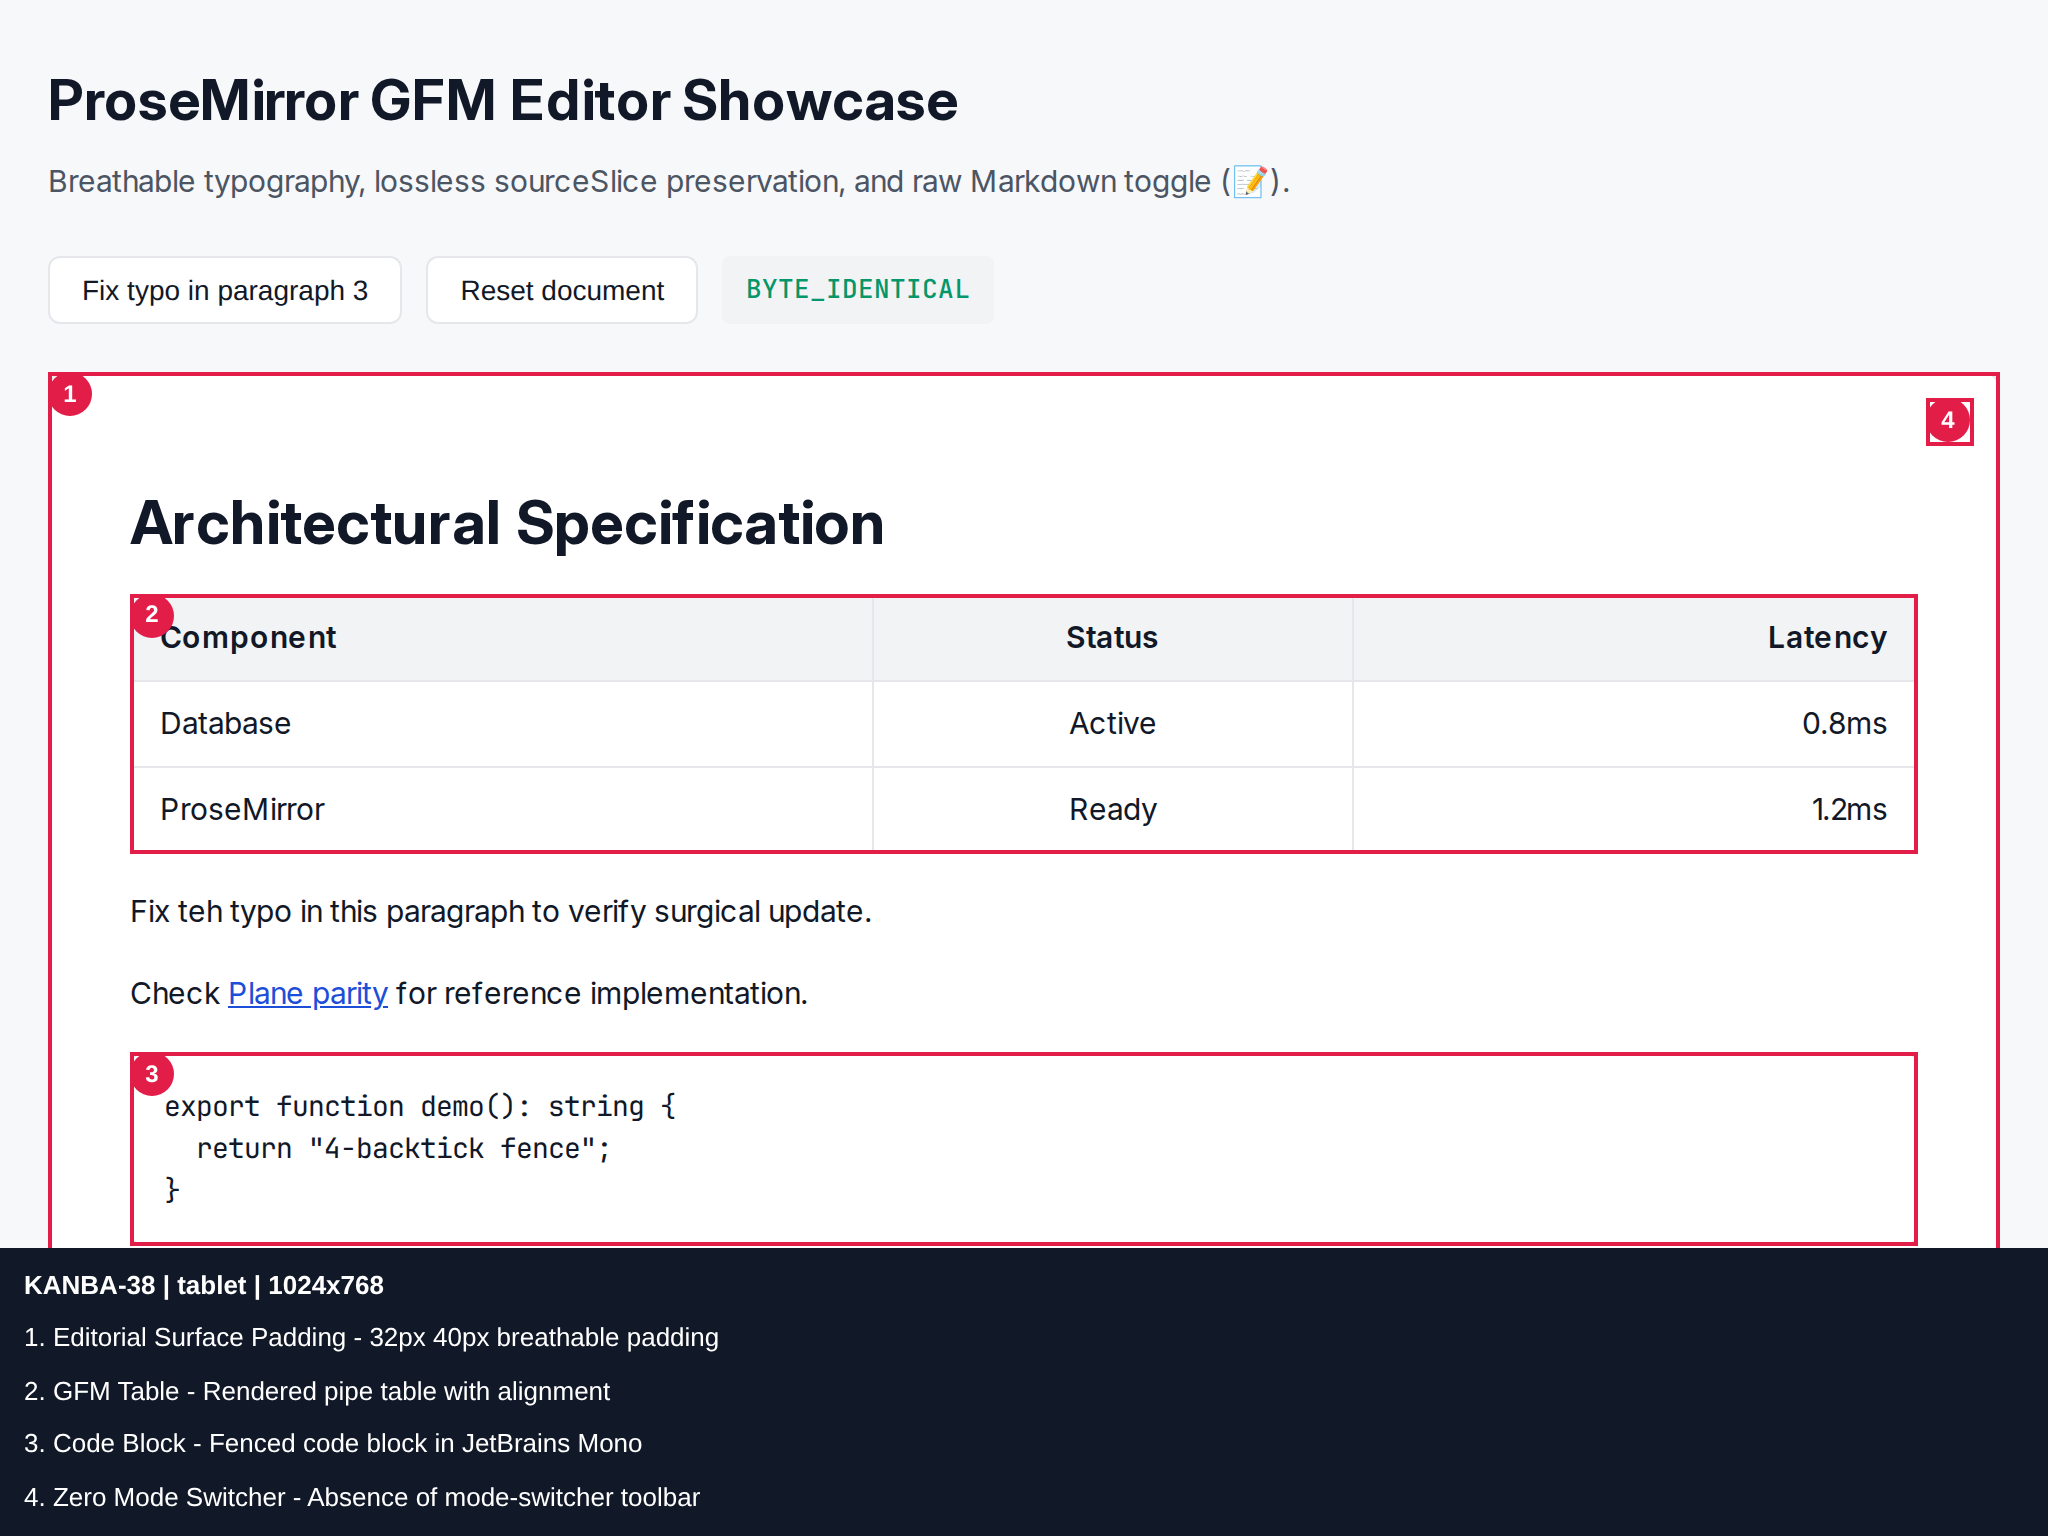 ProseMirror GFM Editor Showcase
Breathable typography, lossless sourceSlice preservation, and raw Markdown toggle (📝).
Fix typo in paragraph 3
Reset document
BYTE_IDENTICAL
1
4
Architectural Specification
2
Component Status Latency
Database Active 0.8ms
ProseMirror Ready 1.2ms
Fix teh typo in this paragraph to verify surgical update.
Check Plane parity for reference implementation.
3
export function demo(): string {
  return "4-backtick fence";
}
KANBA-38 | tablet | 1024x768
1. Editorial Surface Padding - 32px 40px breathable padding
2. GFM Table - Rendered pipe table with alignment
3. Code Block - Fenced code block in JetBrains Mono
4. Zero Mode Switcher - Absence of mode-switcher toolbar